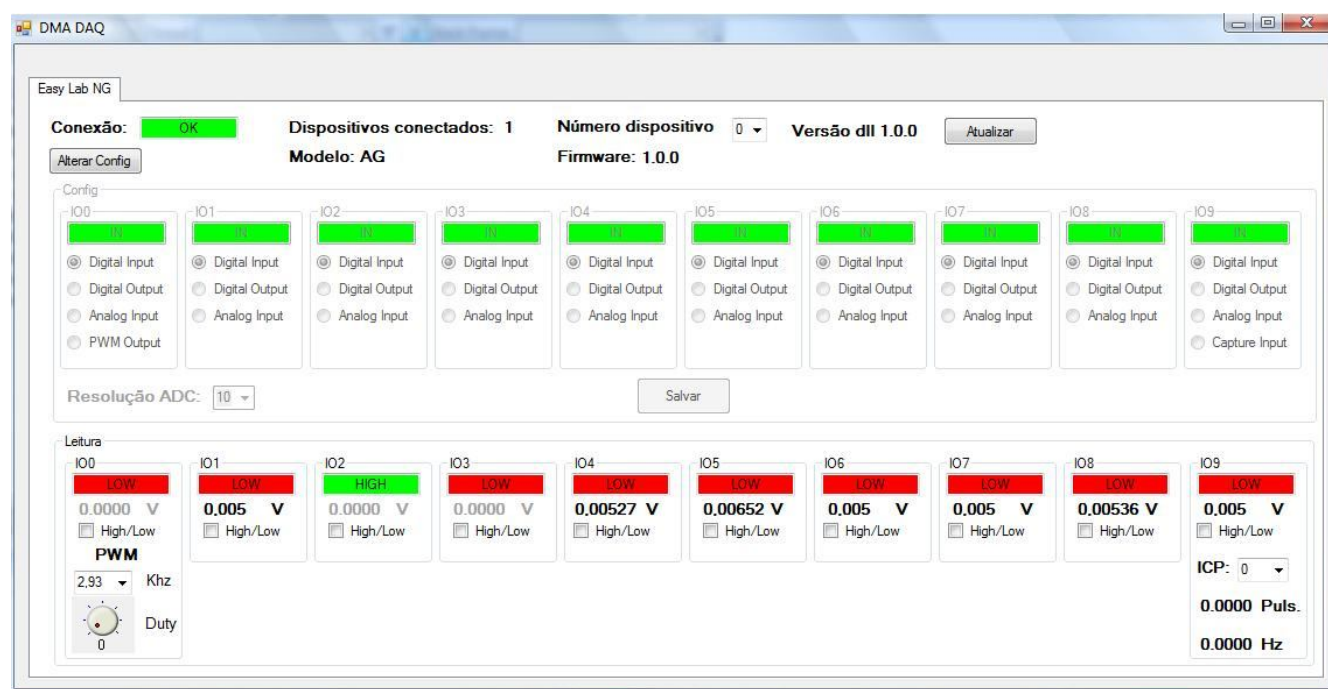 DMA DAQ
Easy Lab NG
Conexão: OK Dispositivos conectados: 1 Número dispositivo 0 Versão dll 1.0.0 Atualizar
Alterar Config Modelo: AG Firmware: 1.0.0
Config
IO0 IO1 IO2 IO3 IO4 IO5 IO6 IO7 IO8 IO9
IN IN IN IN IN IN IN IN IN IN
Digital Input Digital Input Digital Input Digital Input Digital Input Digital Input Digital Input Digital Input Digital Input Digital Input
Digital Output Digital Output Digital Output Digital Output Digital Output Digital Output Digital Output Digital Output Digital Output Digital Output
Analog Input Analog Input Analog Input Analog Input Analog Input Analog Input Analog Input Analog Input Analog Input Analog Input
PWM Output Capture Input
Resolução ADC: 10 Salvar
Leitura
IO0 IO1 IO2 IO3 IO4 IO5 IO6 IO7 IO8 IO9
LOW LOW HIGH LOW LOW LOW LOW LOW LOW LOW
0.0000 V 0,005 V 0.0000 V 0.0000 V 0,00527 V 0,00652 V 0,005 V 0,005 V 0,00536 V 0,005 V
High/Low High/Low High/Low High/Low High/Low High/Low High/Low High/Low High/Low High/Low
PWM ICP: 0
2,93 Khz
Duty 0.0000 Puls.
0 0.0000 Hz